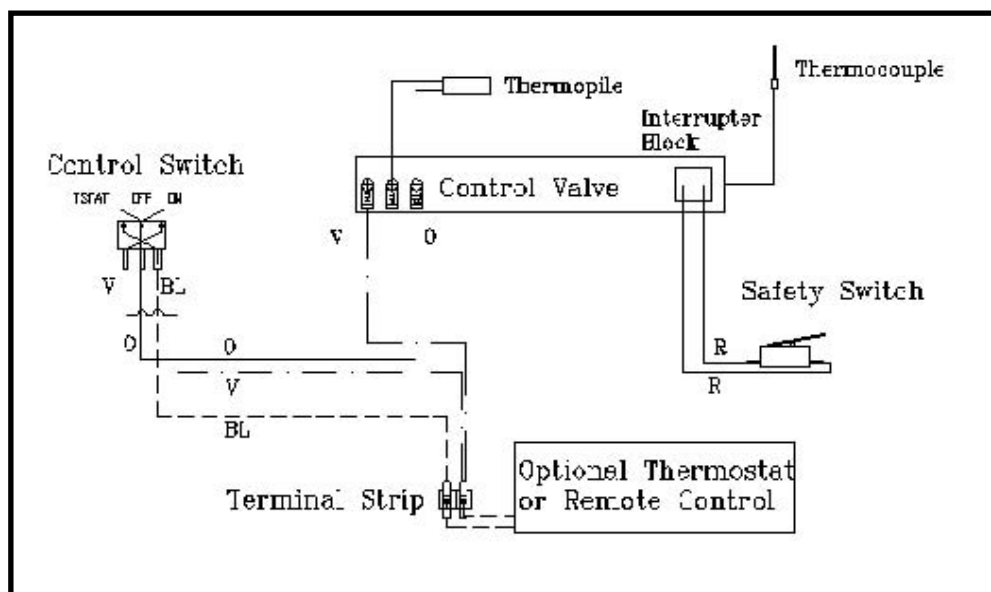 Thermopile
Thermocouple
Interrupter
Block
Control Switch
Control Valve
TSTAT OFF ON
V O
V BL
Safety Switch
O O
R
V
R
BL
Optional Thermostat
or Remote Control
Terminal Strip